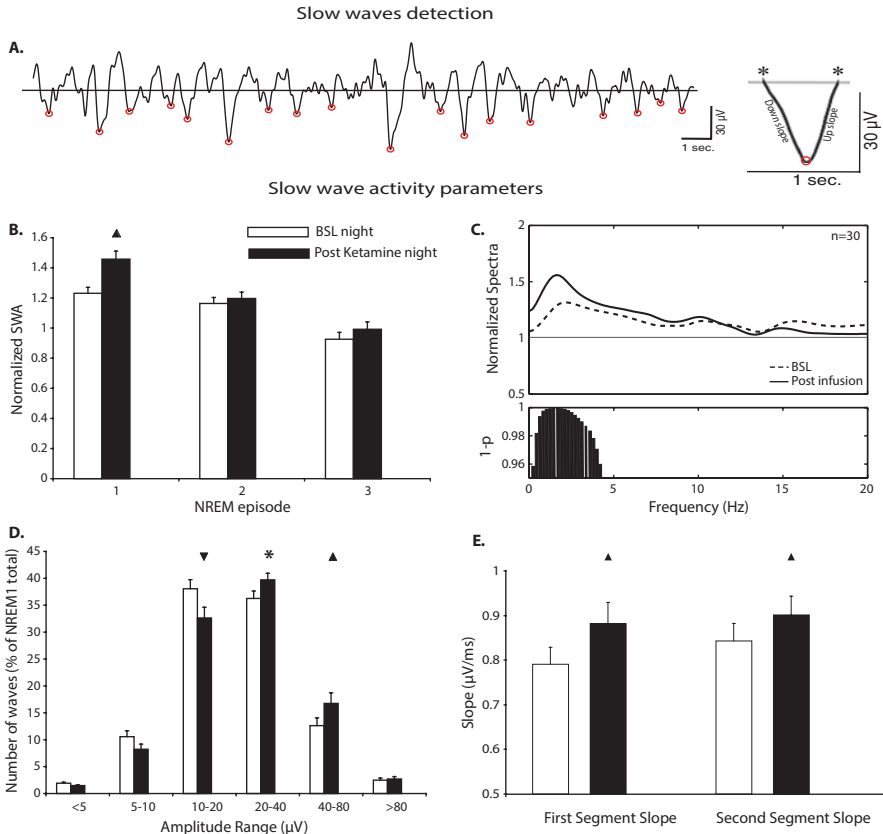 Slow waves detection
A.
30 µV
1 sec.
* *
Down slope
Up slope
30 µV
1 sec.
Slow wave activity parameters
B.
BSL night
Post Ketamine night
Normalized SWA
1.6
1.4
1.2
1
0.8
0.6
0.4
0.2
0
1 2 3
NREM episode
C.
n=30
Normalized Spectra
2
1.5
1
0.5
BSL
Post infusion
1-p
1
0.98
0.96
0 5 10 15 20
Frequency (Hz)
D.
Number of waves (% of NREM1 total)
45
40
35
30
25
20
15
10
5
0
▼ * ▲
<5 5-10 10-20 20-40 40-80 >80
Amplitude Range (µV)
E.
Slope (µV/ms)
1
0.9
0.8
0.7
0.6
0.5
First Segment Slope Second Segment Slope